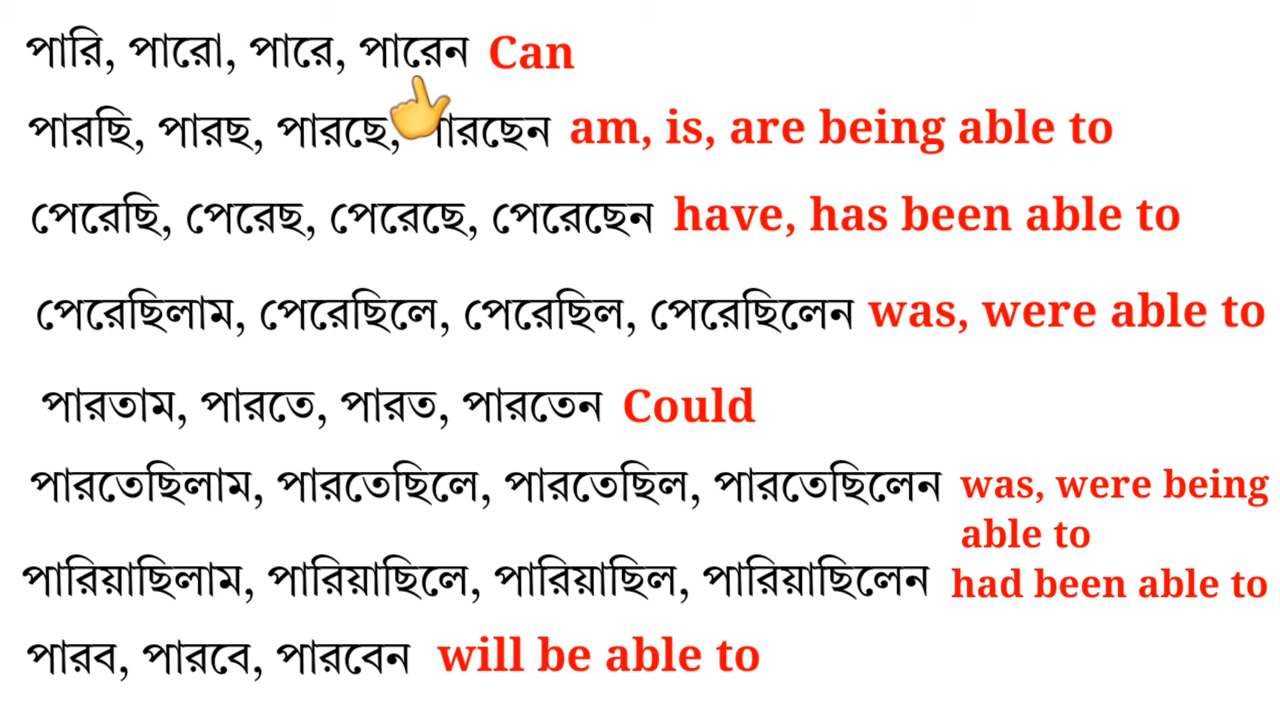 পারি, পারো, পারে, পারেন Can
পারছি, পারছ, পারছে, পারছেন am, is, are being able to
পেরেছি, পেরেছ, পেরেছে, পেরেছেন have, has been able to
পেরেছিলাম, পেরেছিলে, পেরেছিল, পেরেছিলেন was, were able to
পারতাম, পারতে, পারত, পারতেন Could
পারতেছিলাম, পারতেছিলে, পারতেছিল, পারতেছিলেন was, were being
able to
পারিয়াছিলাম, পারিয়াছিলে, পারিয়াছিল, পারিয়াছিলেন had been able to
পারব, পারবে, পারবেন will be able to